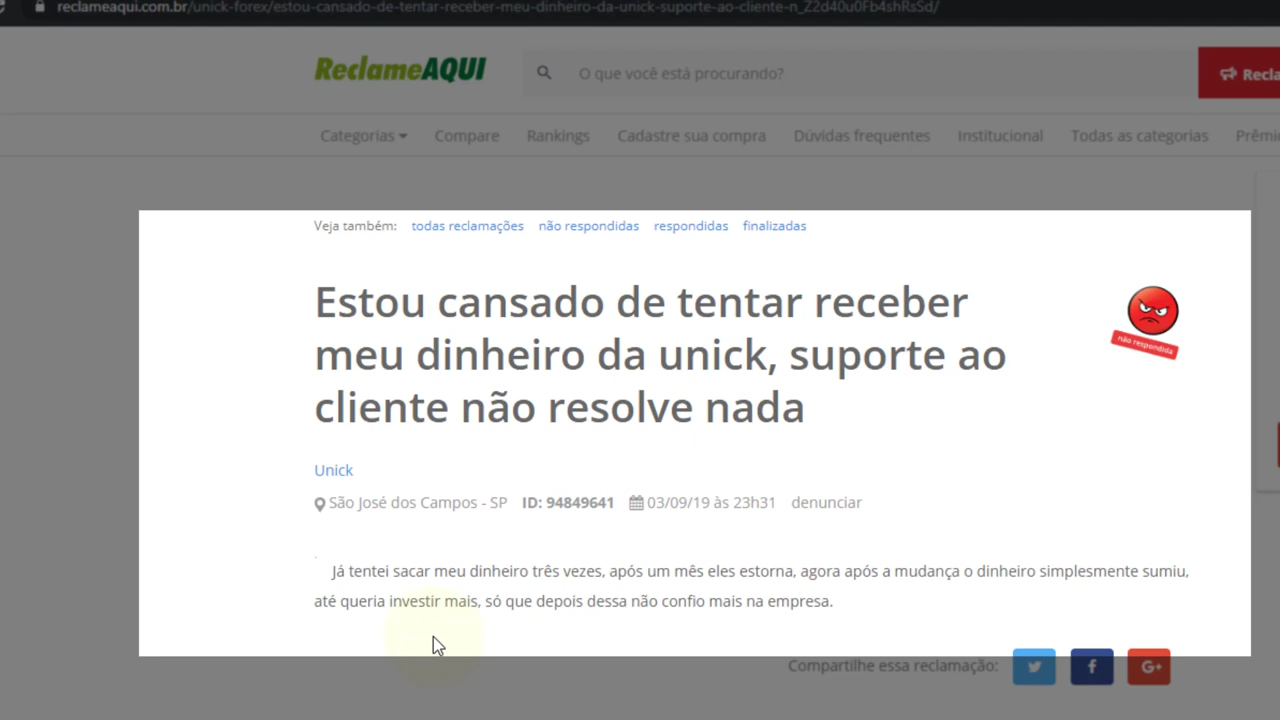 reclameaqui.com.br/unick-forex/estou-cansado-de-tentar-receber-meu-dinheiro-da-unick-suporte-ao-cliente-n_Z2d40u0Fb4shRsSd/
ReclameAQUI
O que você está procurando?
Recla
Categorias
Compare
Rankings
Cadastre sua compra
Dúvidas frequentes
Institucional
Todas as categorias
Prêmi
Veja também: todas reclamações não respondidas respondidas finalizadas
Estou cansado de tentar receber
meu dinheiro da unick, suporte ao
cliente não resolve nada
não respondida
Unick
São José dos Campos - SP ID: 94849641 03/09/19 às 23h31 denunciar
Já tentei sacar meu dinheiro três vezes, após um mês eles estorna, agora após a mudança o dinheiro simplesmente sumiu,
até queria investir mais, só que depois dessa não confio mais na empresa.
Compartilhe essa reclamação:
f
G+